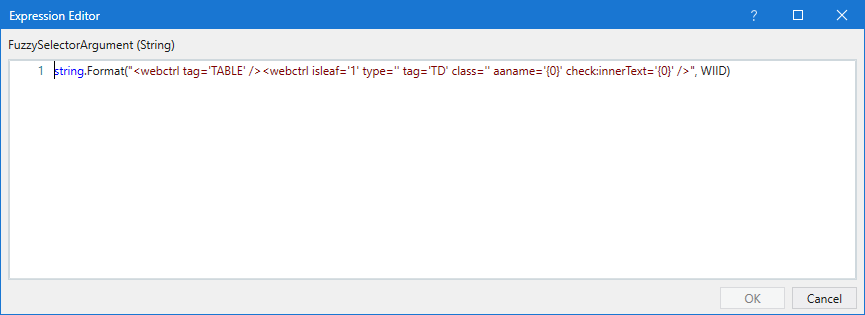 Expression Editor
?
FuzzySelectorArgument (String)
1 string.Format("<webctrl tag='TABLE' /><webctrl isleaf='1' type='' tag='TD' class='' aaname='{0}' check:innerText='{0}' />", WIID)
OK Cancel